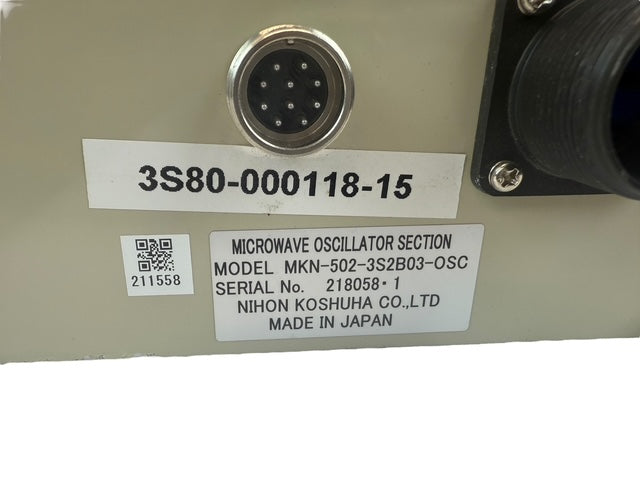 3S80-000118-15
211558
MICROWAVE OSCILLATOR SECTION
MODEL MKN-502-3S2B03-OSC
SERIAL No. 218058・1
NIHON KOSHUHA CO.,LTD
MADE IN JAPAN